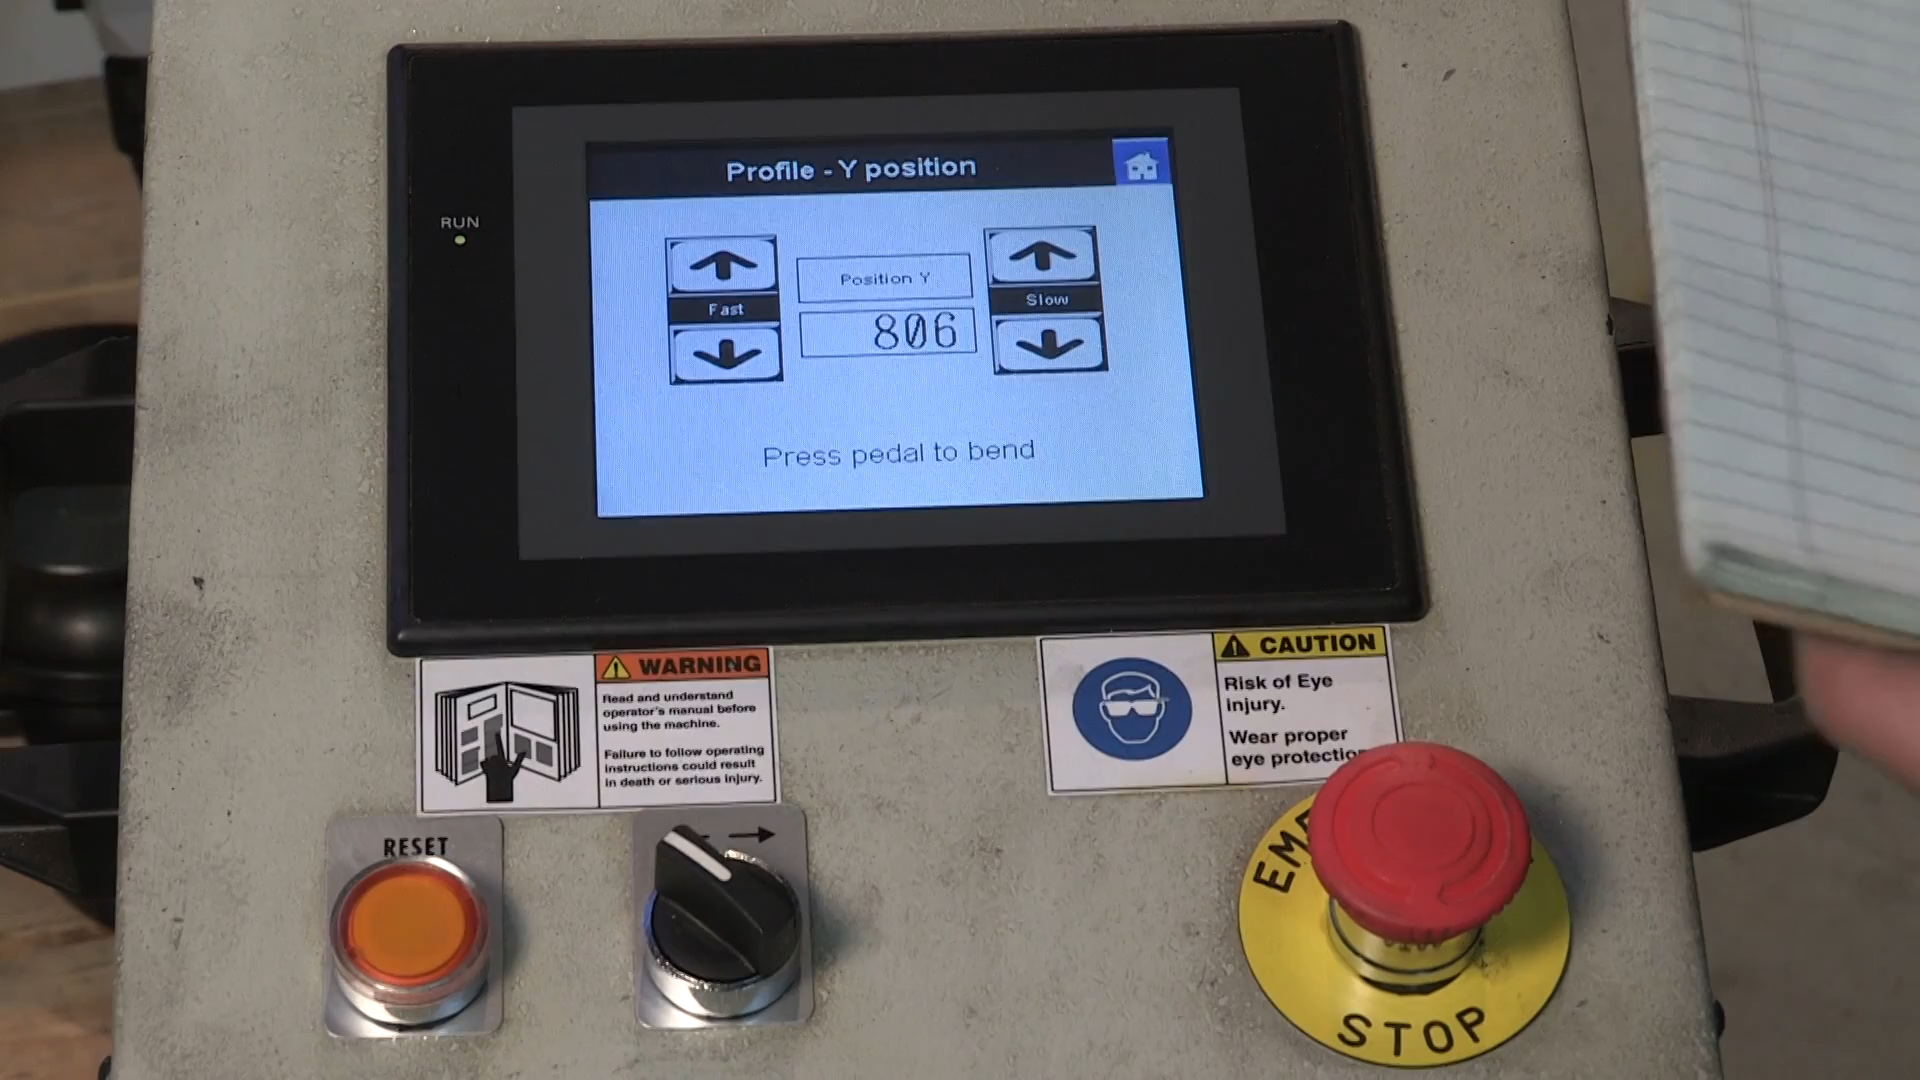 Profile - Y position
RUN
Position Y
Fast
806
Slow
Press pedal to bend
WARNING
Read and understand
operator's manual before
using the machine.
Failure to follow operating
instructions could result
in death or serious injury.
CAUTION
Risk of Eye
injury.
Wear proper
eye protection
RESET
STOP